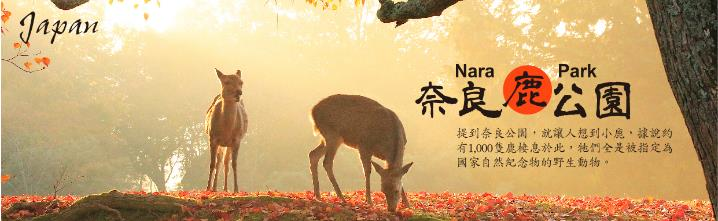 Japan
Nara Park
奈良鹿公園
提到奈良公園，就讓人想到小鹿，據說約
有1,000隻鹿棲息於此，牠們全是被指定為
國家自然紀念物的野生動物。